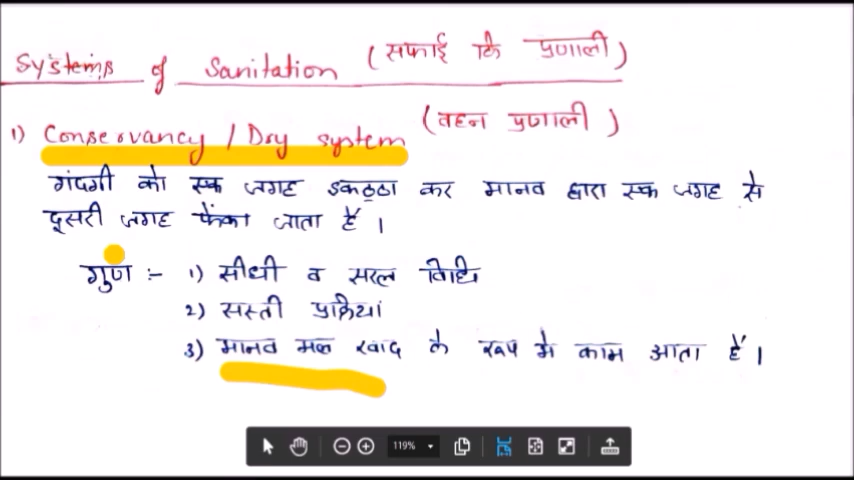 Systems of Sanitation (सफाई कि प्रणाली)
1) Conservancy / Dry system (वहन प्रणाली)
गंदगी को एक जगह इकठ्ठा कर मानव द्वारा एक जगह से
दूसरी जगह फेंका जाता है ।
गुण :- 1) सीधी व सरल विधि
2) सस्ती प्रक्रियां
3) मानव मल खाद के रूप मे काम आता है ।
119%